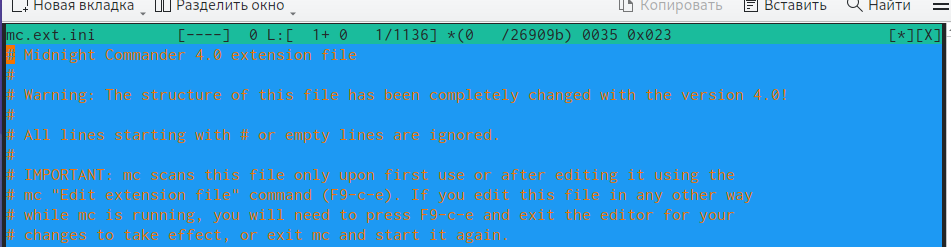 Новая вкладка Разделить окно Копировать Вставить Найти
mc.ext.ini [----] 0 L:[ 1+ 0 1/1136] *(0 /26909b) 0035 0x023 [*][X]
# Midnight Commander 4.0 extension file
#
# Warning: The structure of this file has been completely changed with the version 4.0!
#
# All lines starting with # or empty lines are ignored.
#
# IMPORTANT: mc scans this file only upon first use or after editing it using the
# mc "Edit extension file" command (F9-c-e). If you edit this file in any other way
# while mc is running, you will need to press F9-c-e and exit the editor for your
# changes to take effect, or exit mc and start it again.